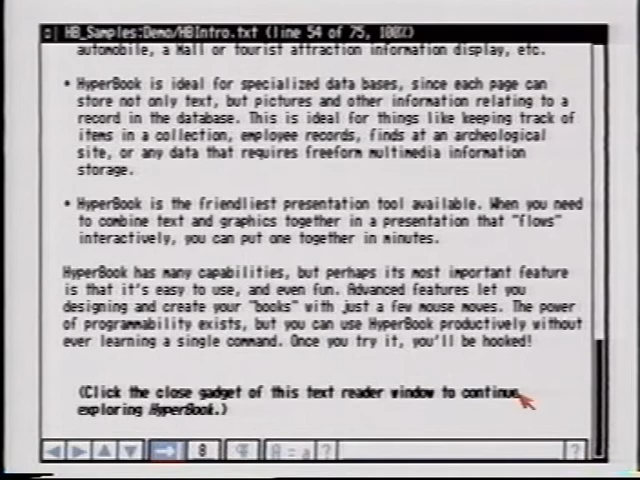 HB_Samples:Demo/HBIntro.txt (line 54 of 75, 100%)
automobile, a Mall or tourist attraction information display, etc.
• HyperBook is ideal for specialized data bases, since each page can
store not only text, but pictures and other information relating to a
record in the database. This is ideal for things like keeping track of
items in a collection, employee records, finds at an archeological
site, or any data that requires freeform multimedia information
storage.
• HyperBook is the friendliest presentation tool available. When you need
to combine text and graphics together in a presentation that "flows"
interactively, you can put one together in minutes.
HyperBook has many capabilities, but perhaps its most important feature
is that it's easy to use, and even fun. Advanced features let you
designing and create your "books" with just a few mouse moves. The power
of programmability exists, but you can use HyperBook productively without
ever learning a single command. Once you try it, you'll be hooked!
(Click the close gadget of this text reader window to continue
exploring HyperBook.)
8 ¶ A = a ? ?